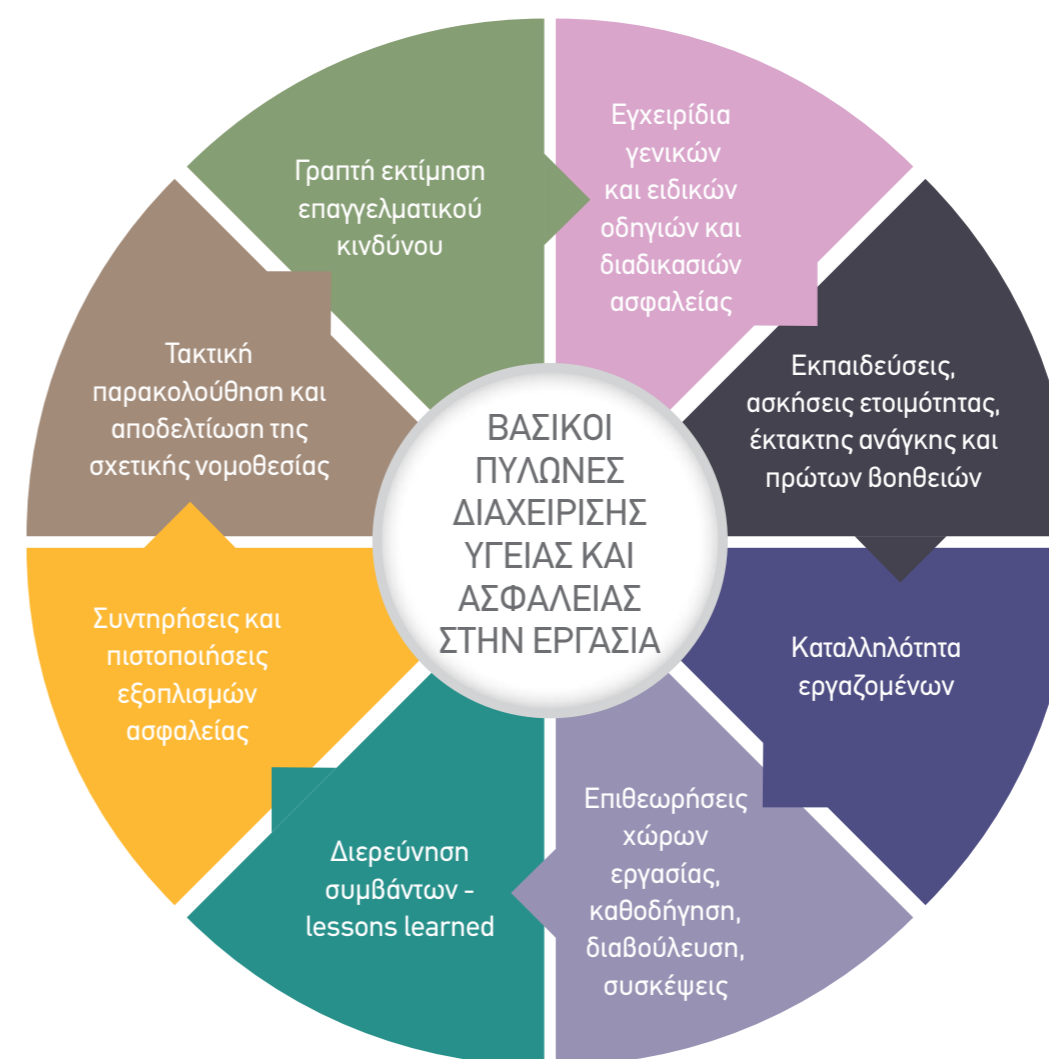 Γραπτή εκτίμηση
επαγγελματικού
κινδύνου
Εγχειρίδια
γενικών
και ειδικών
οδηγιών και
διαδικασιών
ασφαλείας
Εκπαιδεύσεις,
ασκήσεις ετοιμότητας,
έκτακτης ανάγκης και
πρώτων βοηθειών
Καταλληλότητα
εργαζομένων
Επιθεωρήσεις
χώρων
εργασίας,
καθοδήγηση,
διαβούλευση,
συσκέψεις
Διερεύνηση
συμβάντων -
lessons learned
Συντηρήσεις και
πιστοποιήσεις
εξοπλισμών
ασφαλείας
Τακτική
παρακολούθηση και
αποδελτίωση της
σχετικής νομοθεσίας
ΒΑΣΙΚΟΙ
ΠΥΛΩΝΕΣ
ΔΙΑΧΕΙΡΙΣΗΣ
ΥΓΕΙΑΣ ΚΑΙ
ΑΣΦΑΛΕΙΑΣ
ΣΤΗΝ ΕΡΓΑΣΙΑ